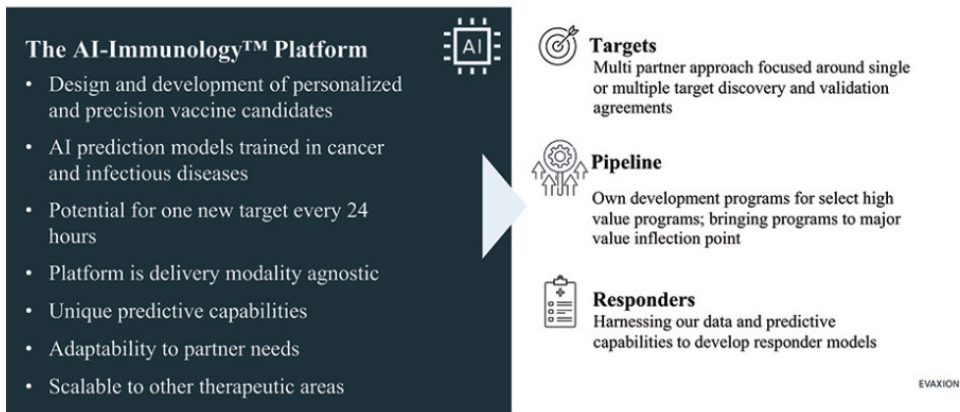 The AI-Immunology™ Platform
• Design and development of personalized
and precision vaccine candidates
• AI prediction models trained in cancer
and infectious diseases
• Potential for one new target every 24
hours
• Platform is delivery modality agnostic
• Unique predictive capabilities
• Adaptability to partner needs
• Scalable to other therapeutic areas
AI
Targets
Multi partner approach focused around single
or multiple target discovery and validation
agreements
Pipeline
Own development programs for select high
value programs; bringing programs to major
value inflection point
Responders
Harnessing our data and predictive
capabilities to develop responder models
EVAXION